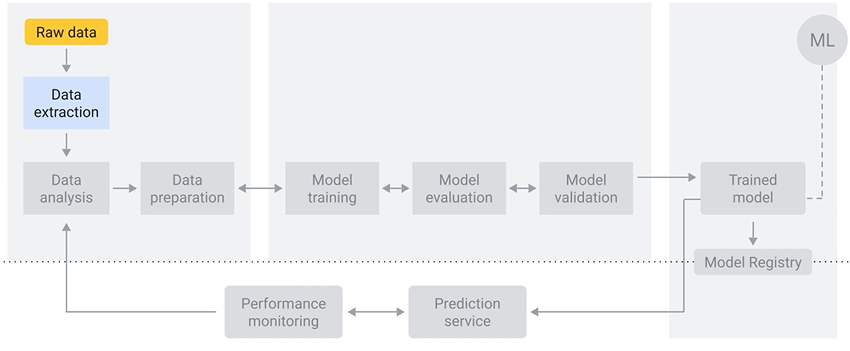 Raw data
ML
Data
extraction
Data
analysis
Data
preparation
Model
training
Model
evaluation
Model
validation
Trained
model
Model Registry
Performance
monitoring
Prediction
service